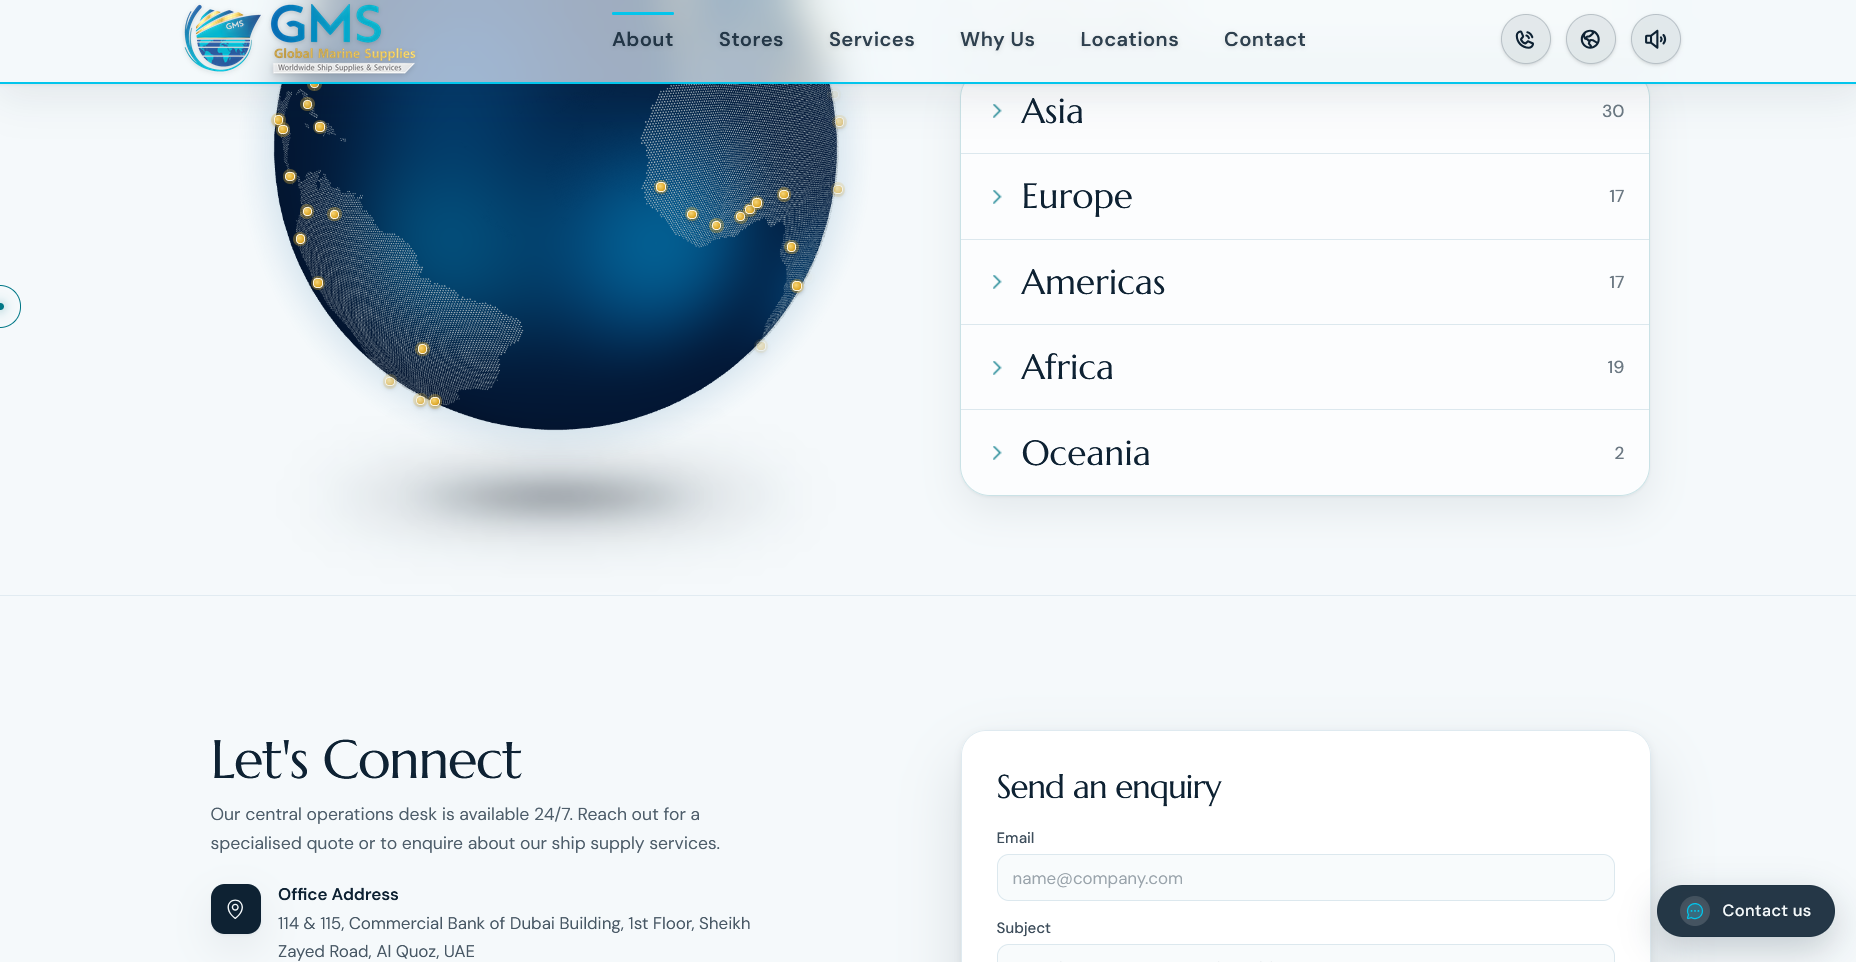 GMS
GMS
Global Marine Supplies
Worldwide Ship Supplies & Services
About
Stores
Services
Why Us
Locations
Contact
Asia
30
Europe
17
Americas
17
Africa
19
Oceania
2
Let's Connect
Our central operations desk is available 24/7. Reach out for a
specialised quote or to enquire about our ship supply services.
Office Address
114 & 115, Commercial Bank of Dubai Building, 1st Floor, Sheikh
Zayed Road, Al Quoz, UAE
Send an enquiry
Email
name@company.com
Subject
Contact us